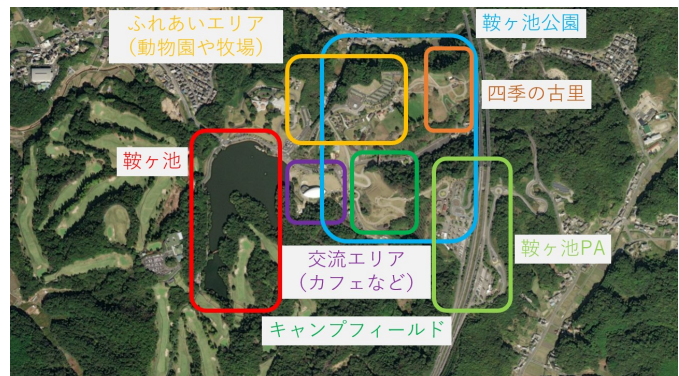 ふれあいエリア
（動物園や牧場）
鞍ヶ池公園
四季の古里
鞍ヶ池
鞍ヶ池PA
交流エリア
（カフェなど）
キャンプフィールド